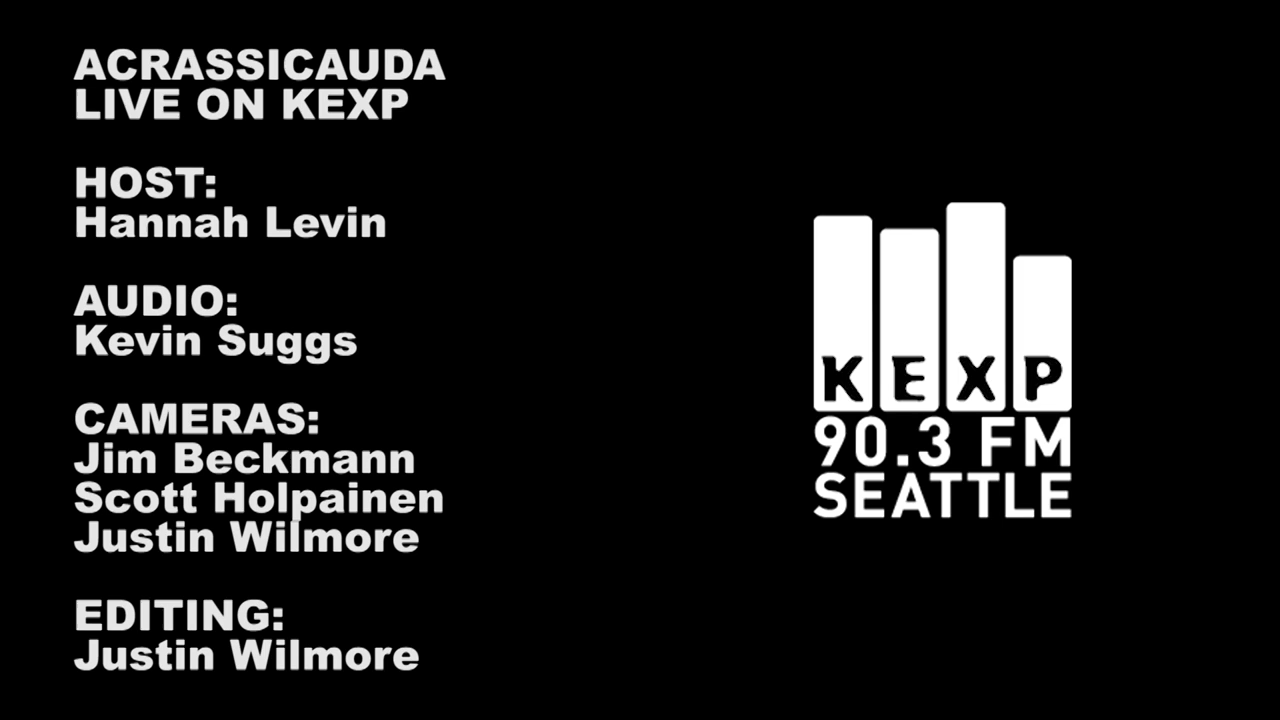 ACRASSICAUDA
LIVE ON KEXP
HOST:
Hannah Levin
AUDIO:
Kevin Suggs
CAMERAS:
Jim Beckmann
Scott Holpainen
Justin Wilmore
EDITING:
Justin Wilmore
KEXP
90.3 FM
SEATTLE